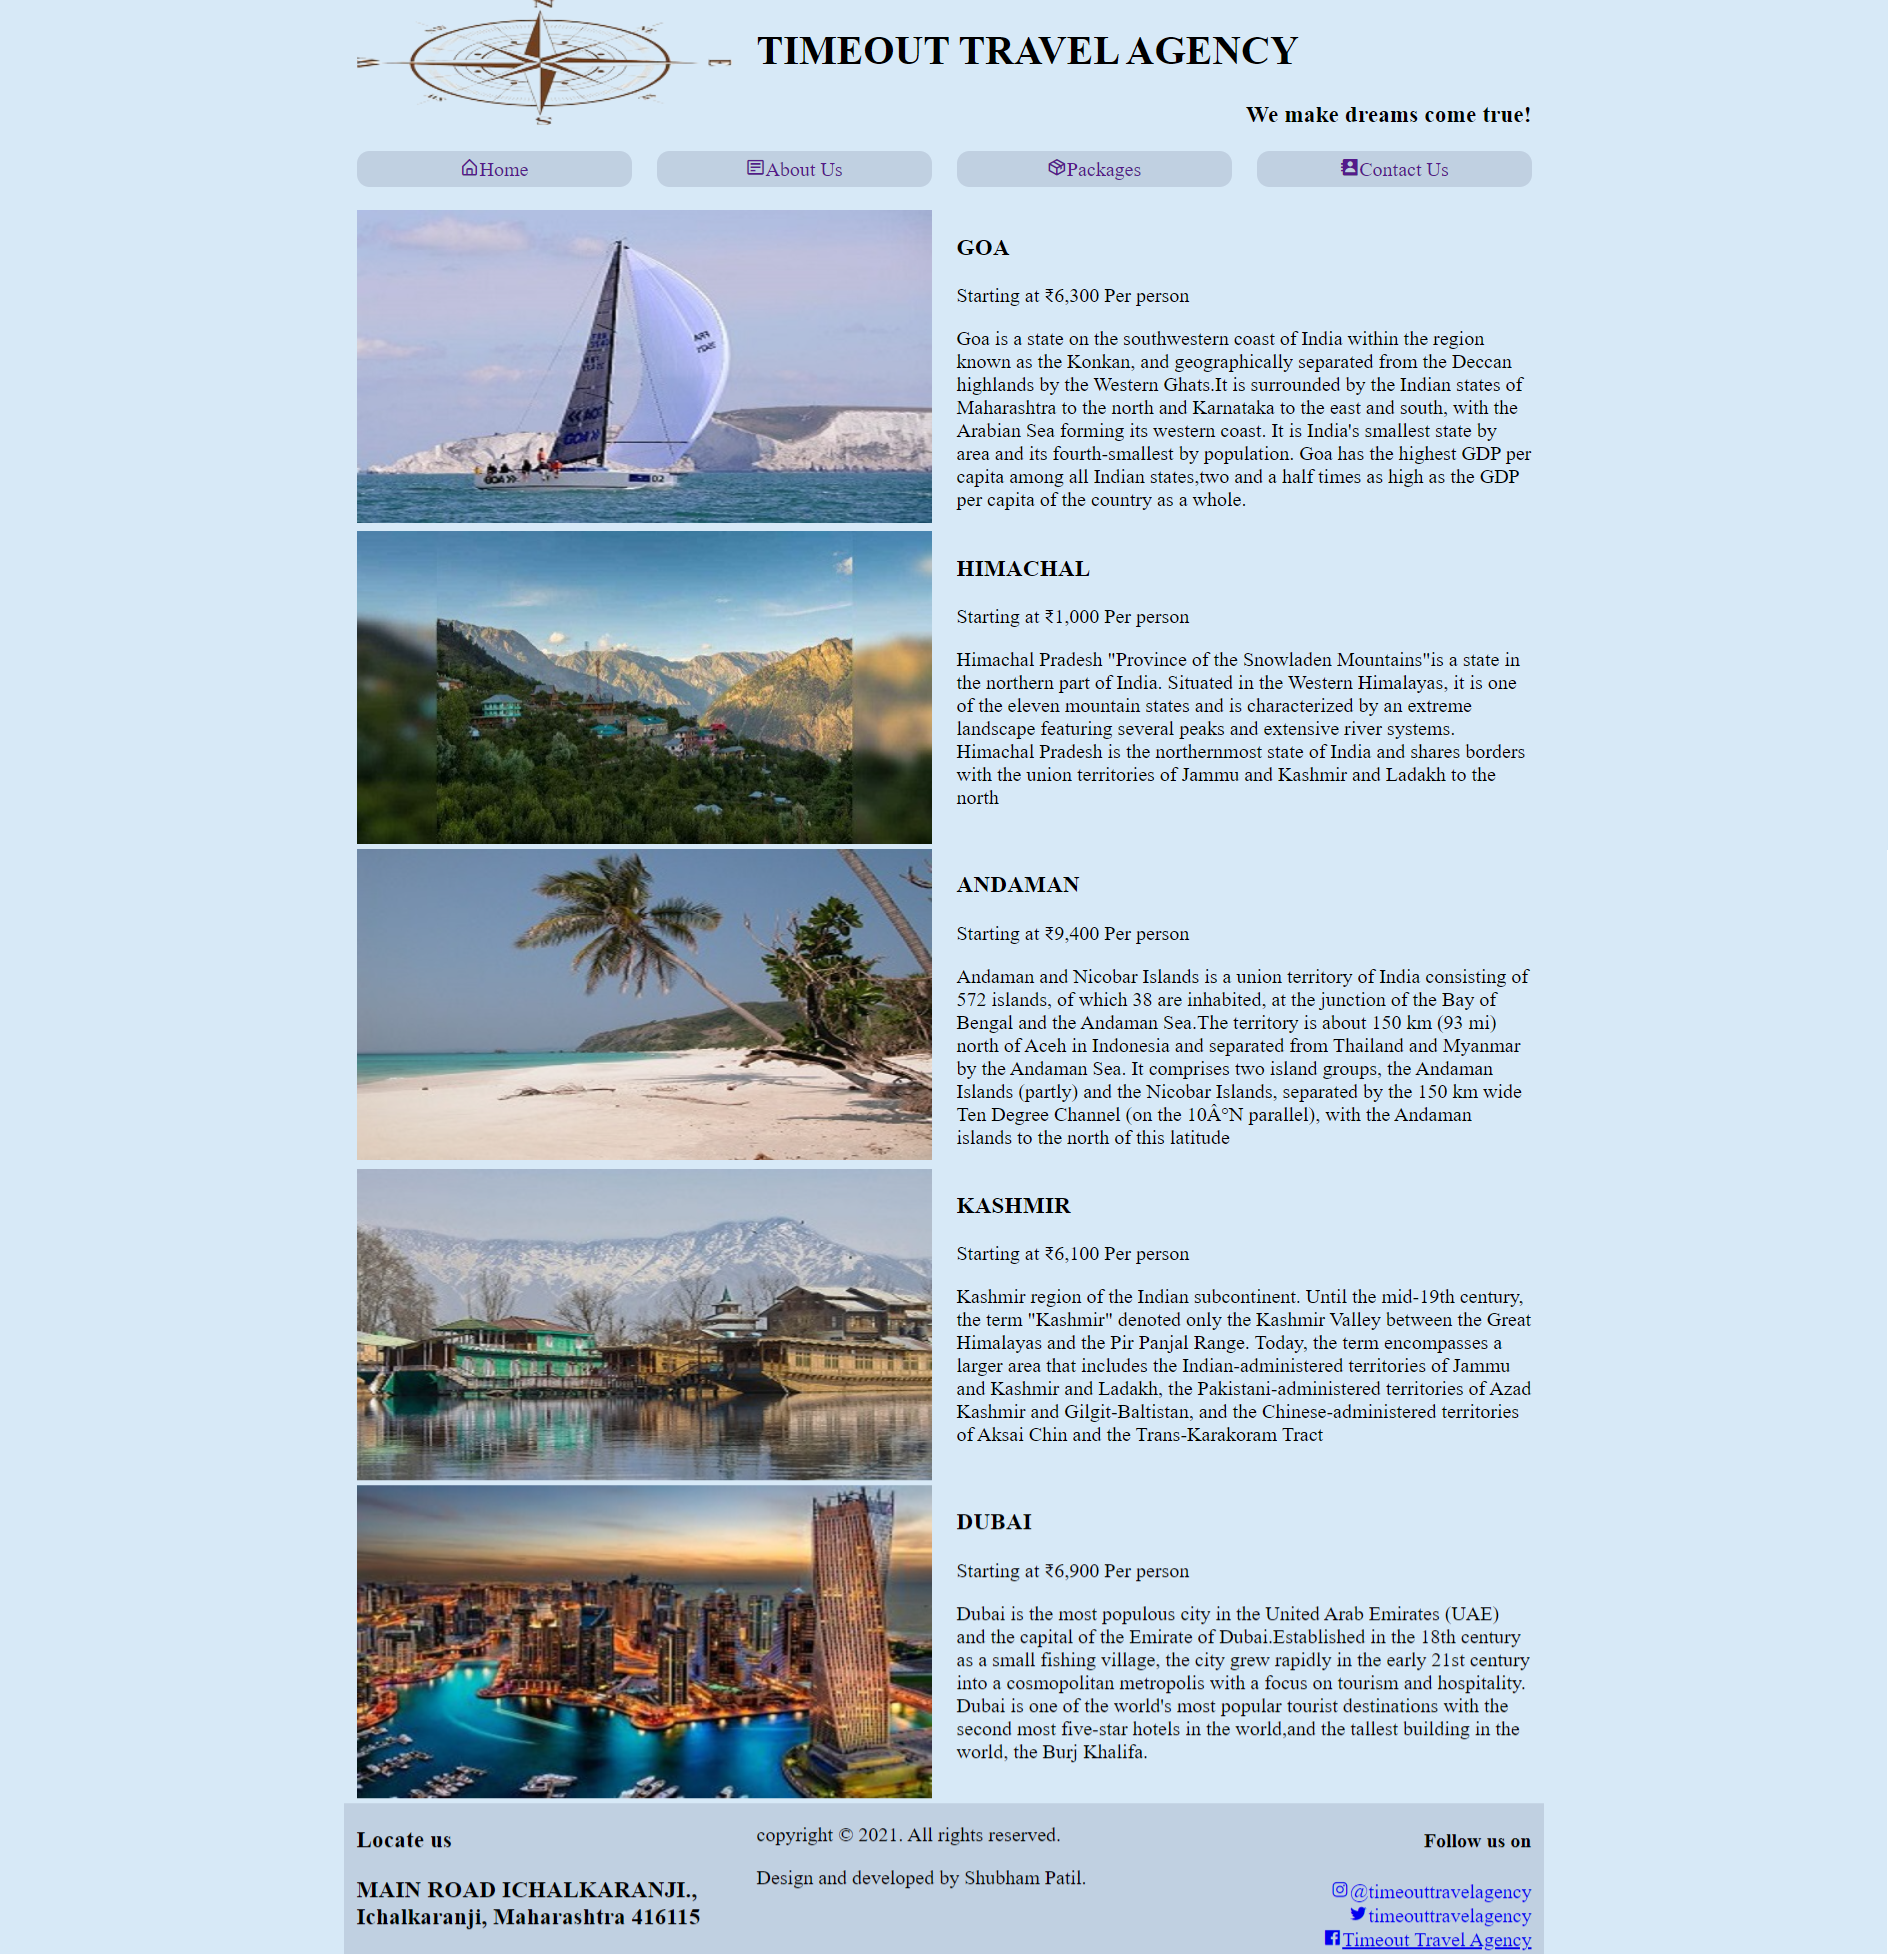 TIMEOUT TRAVEL AGENCY
We make dreams come true!
Home
About Us
Packages
Contact Us
GOA
02
GOA
Starting at ₹6,300 Per person
Goa is a state on the southwestern coast of India within the region
known as the Konkan, and geographically separated from the Deccan
highlands by the Western Ghats.It is surrounded by the Indian states of
Maharashtra to the north and Karnataka to the east and south, with the
Arabian Sea forming its western coast. It is India's smallest state by
area and its fourth-smallest by population. Goa has the highest GDP per
capita among all Indian states,two and a half times as high as the GDP
per capita of the country as a whole.
HIMACHAL
Starting at ₹1,000 Per person
Himachal Pradesh "Province of the Snowladen Mountains"is a state in
the northern part of India. Situated in the Western Himalayas, it is one
of the eleven mountain states and is characterized by an extreme
landscape featuring several peaks and extensive river systems.
Himachal Pradesh is the northernmost state of India and shares borders
with the union territories of Jammu and Kashmir and Ladakh to the
north
ANDAMAN
Starting at ₹9,400 Per person
Andaman and Nicobar Islands is a union territory of India consisting of
572 islands, of which 38 are inhabited, at the junction of the Bay of
Bengal and the Andaman Sea.The territory is about 150 km (93 mi)
north of Aceh in Indonesia and separated from Thailand and Myanmar
by the Andaman Sea. It comprises two island groups, the Andaman
Islands (partly) and the Nicobar Islands, separated by the 150 km wide
Ten Degree Channel (on the 10Â°N parallel), with the Andaman
islands to the north of this latitude
KASHMIR
Starting at ₹6,100 Per person
Kashmir region of the Indian subcontinent. Until the mid-19th century,
the term "Kashmir" denoted only the Kashmir Valley between the Great
Himalayas and the Pir Panjal Range. Today, the term encompasses a
larger area that includes the Indian-administered territories of Jammu
and Kashmir and Ladakh, the Pakistani-administered territories of Azad
Kashmir and Gilgit-Baltistan, and the Chinese-administered territories
of Aksai Chin and the Trans-Karakoram Tract
DUBAI
Starting at ₹6,900 Per person
Dubai is the most populous city in the United Arab Emirates (UAE)
and the capital of the Emirate of Dubai.Established in the 18th century
as a small fishing village, the city grew rapidly in the early 21st century
into a cosmopolitan metropolis with a focus on tourism and hospitality.
Dubai is one of the world's most popular tourist destinations with the
second most five-star hotels in the world,and the tallest building in the
world, the Burj Khalifa.
Locate us
MAIN ROAD ICHALKARANJI.,
Ichalkaranji, Maharashtra 416115
copyright © 2021. All rights reserved.
Design and developed by Shubham Patil.
Follow us on
@timeouttravelagency
timeouttravelagency
Timeout Travel Agency